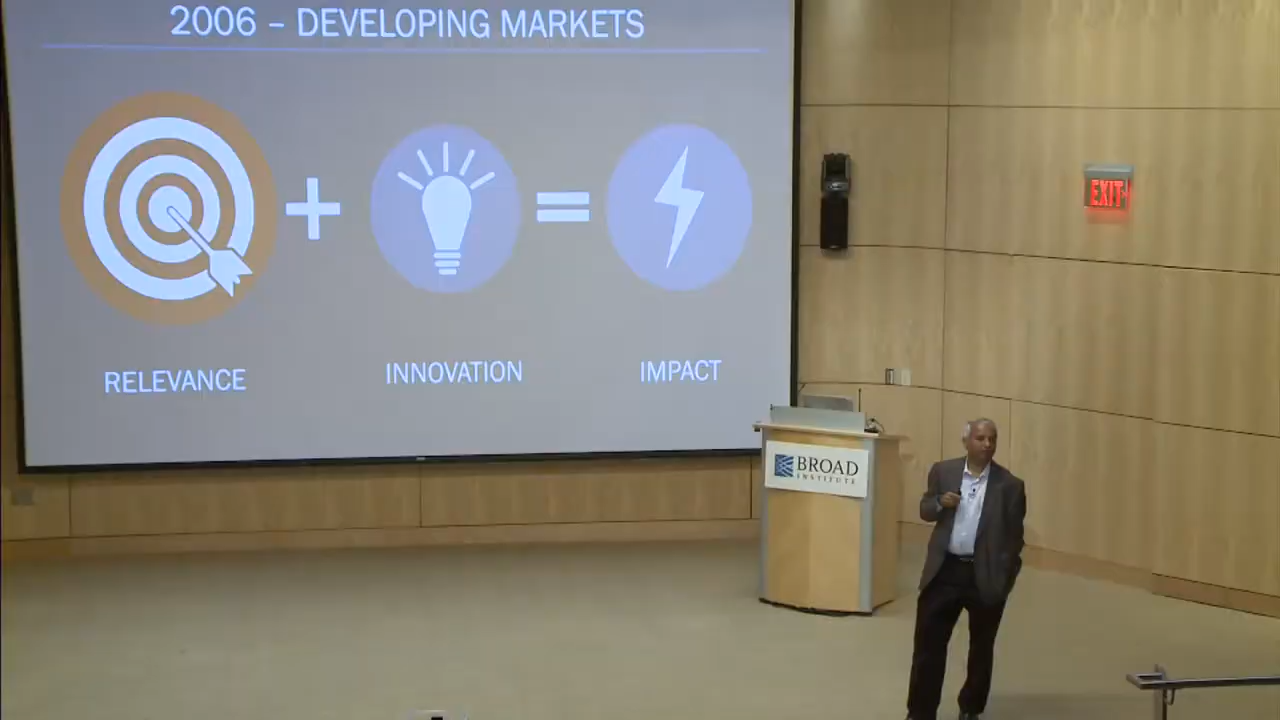 2006 – DEVELOPING MARKETS
RELEVANCE
INNOVATION
IMPACT
EXIT
BROAD
INSTITUTE